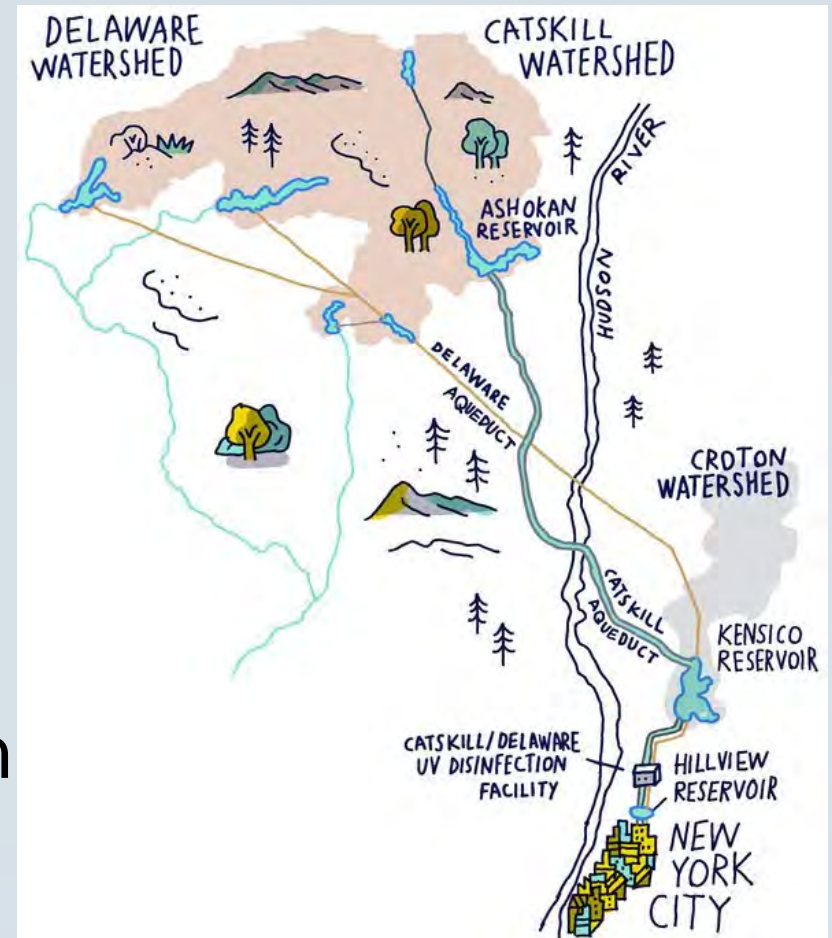 DELAWARE
WATERSHED
CATSKILL
WATERSHED
RIVER
HUDSON
ASHOKAN
RESERVOIR
DELAWARE
AQUEDUCT
CROTON
WATERSHED
CATSKILL
AQUEDUCT
KENSICO
RESERVOIR
n
CATSKILL/DELAWARE
UV DISINFECTION
FACILITY
HILLVIEW
RESERVOIR
NEW
YORK
CITY